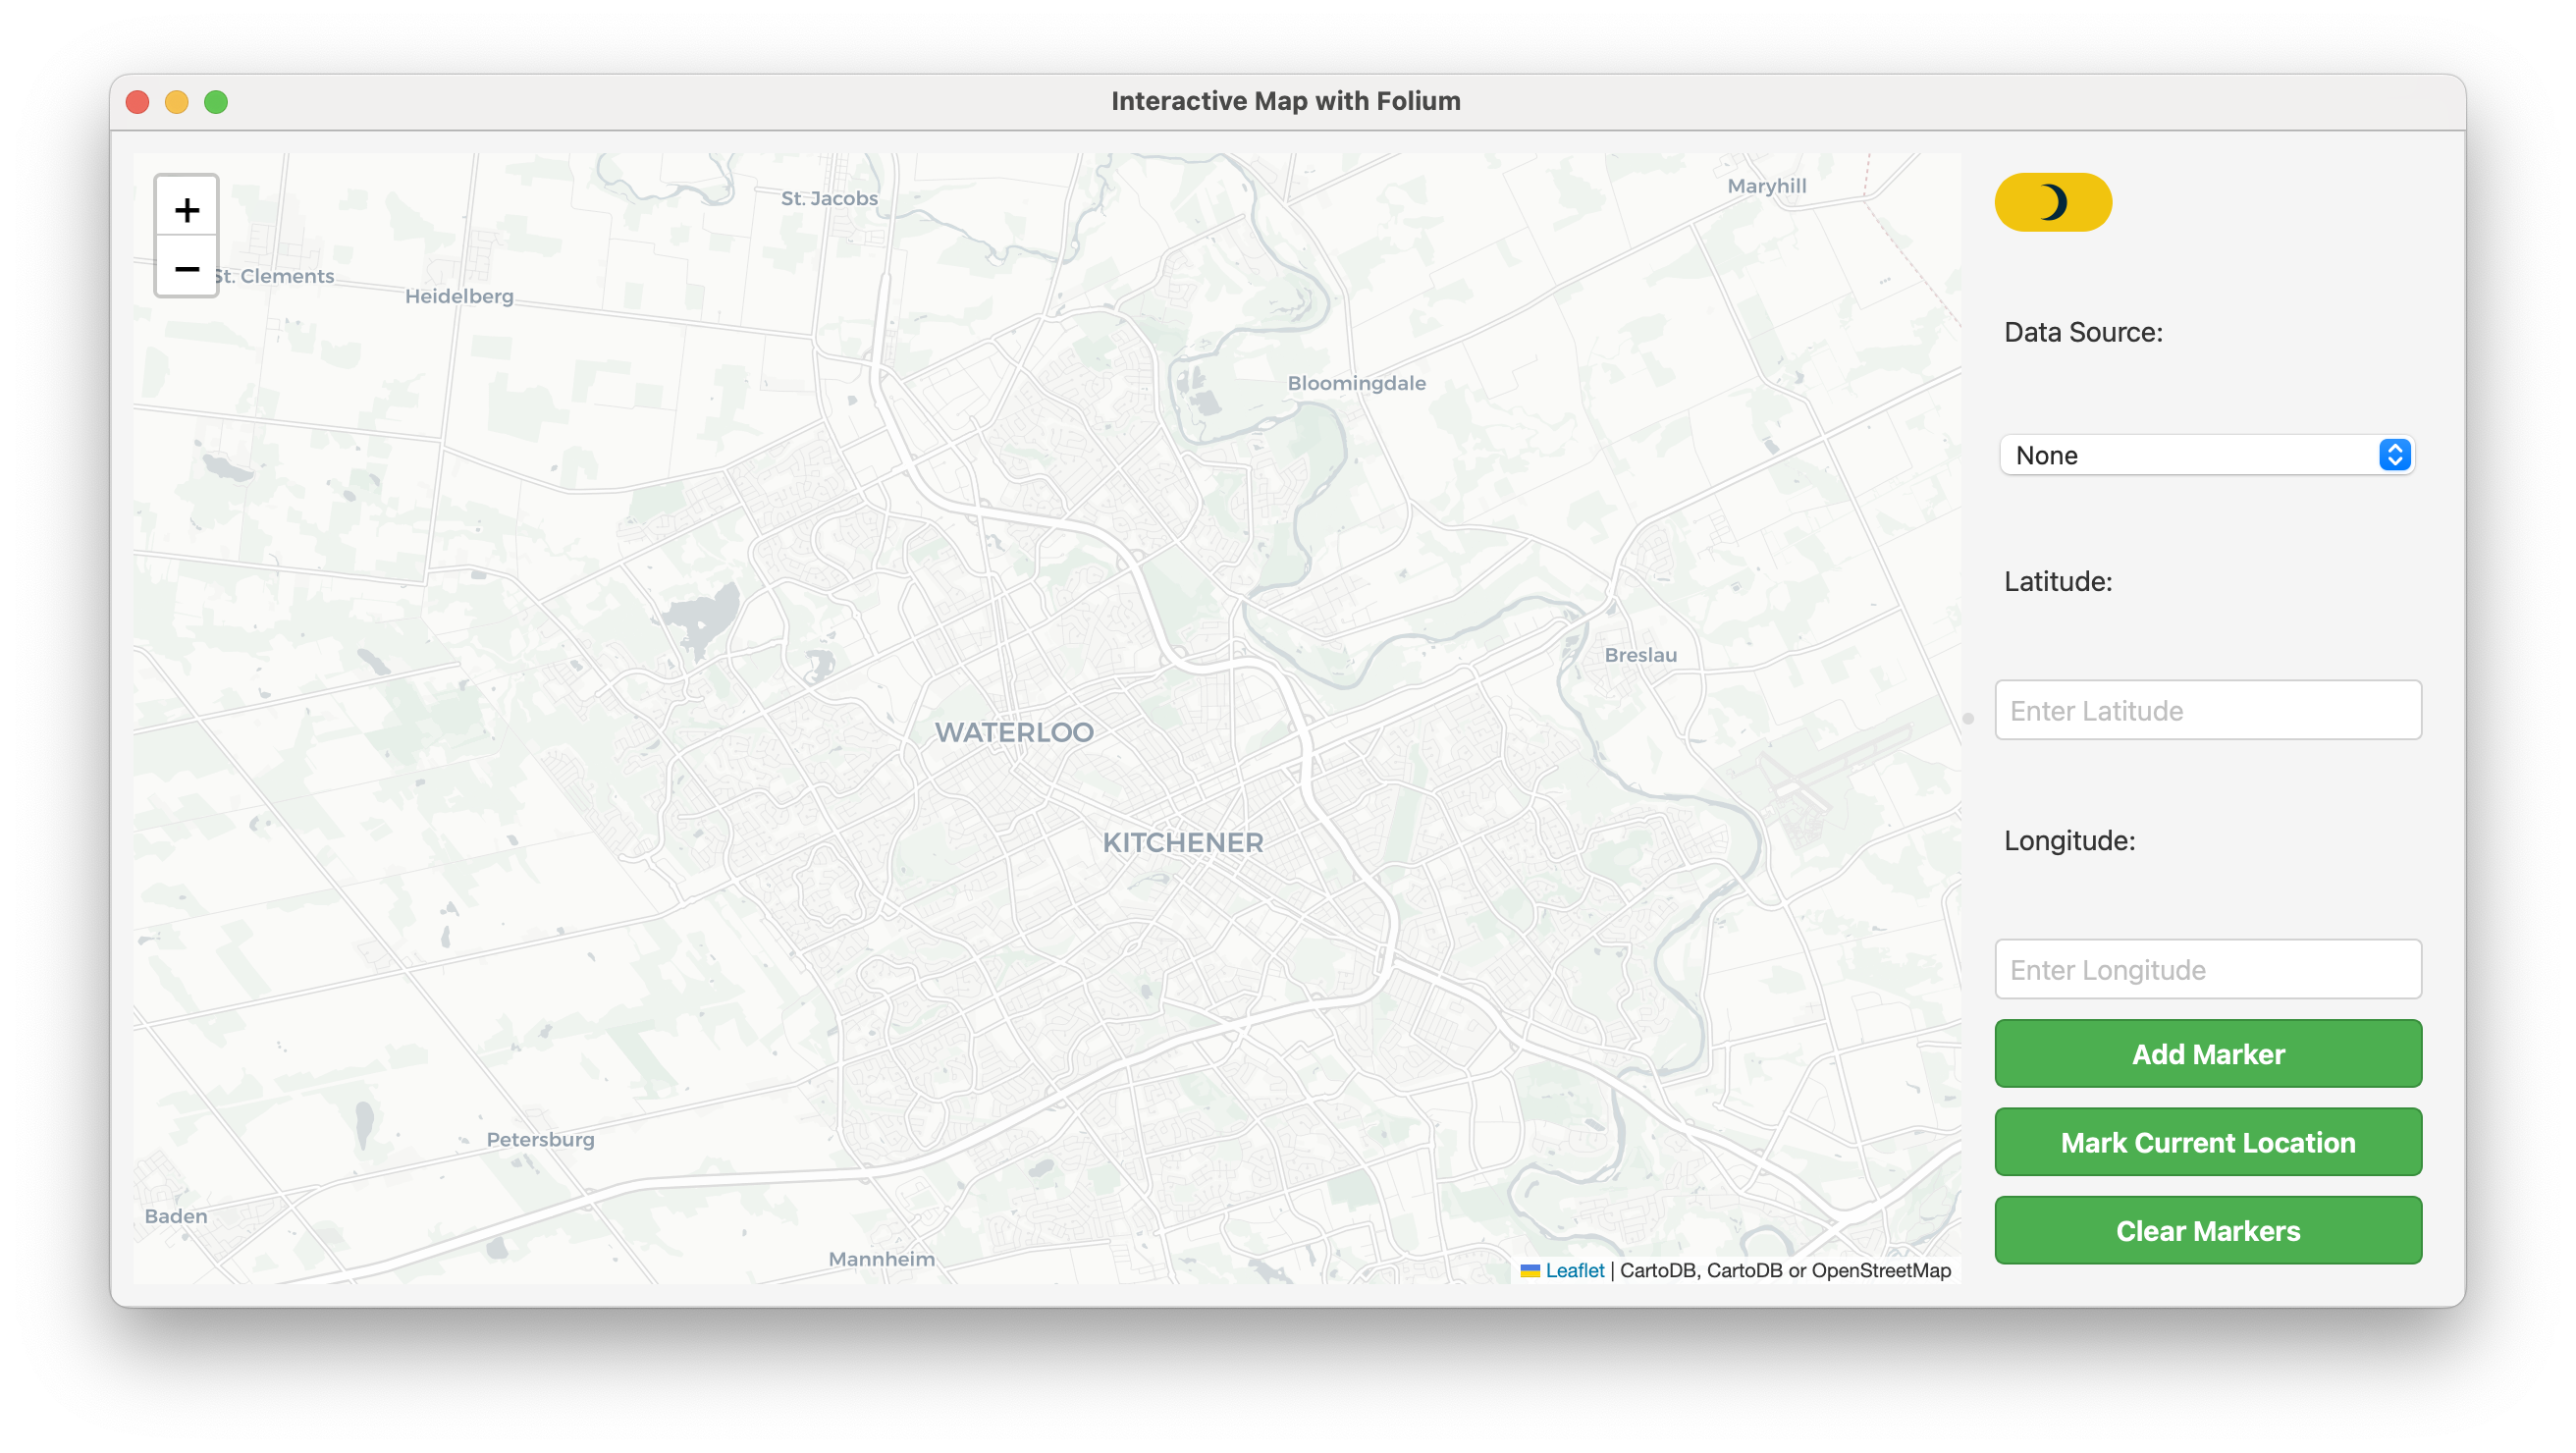 Interactive Map with Folium
+
−
St. Jacobs
Maryhill
St. Clements
Heidelberg
Bloomingdale
Breslau
WATERLOO
KITCHENER
Petersburg
Baden
Mannheim
Leaflet | CartoDB, CartoDB or OpenStreetMap
Data Source:
None
Latitude:
Enter Latitude
Longitude:
Enter Longitude
Add Marker
Mark Current Location
Clear Markers